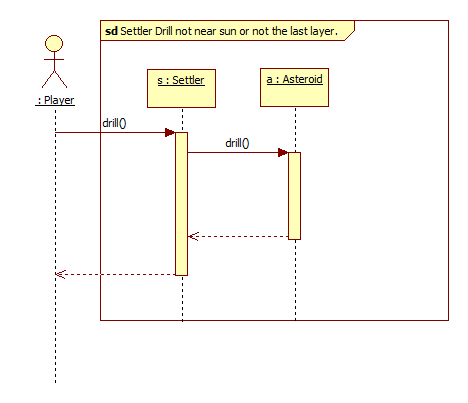 sd Settler Drill not near sun or not the last layer.
s : Settler
a : Asteroid
: Player
drill()
drill()